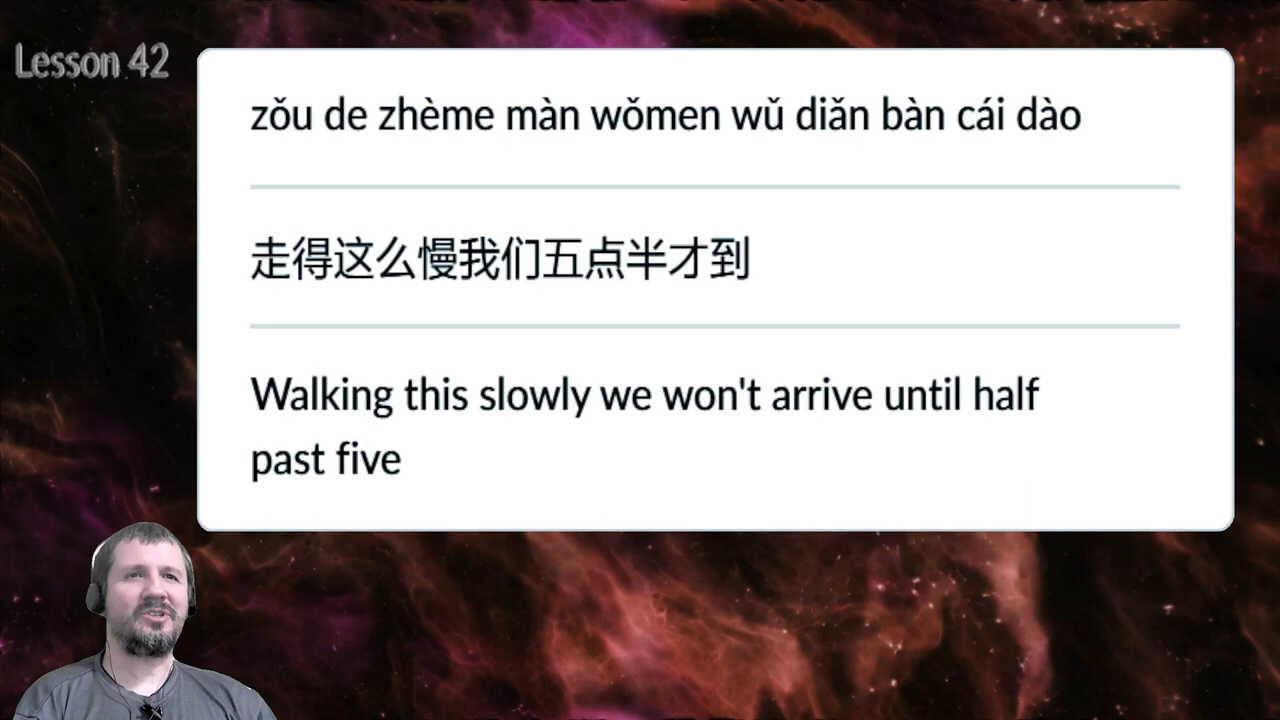 Lesson 42
zǒu de zhème màn wǒmen wǔ diǎn bàn cái dào
走得这么慢我们五点半才到
Walking this slowly we won't arrive until half
past five